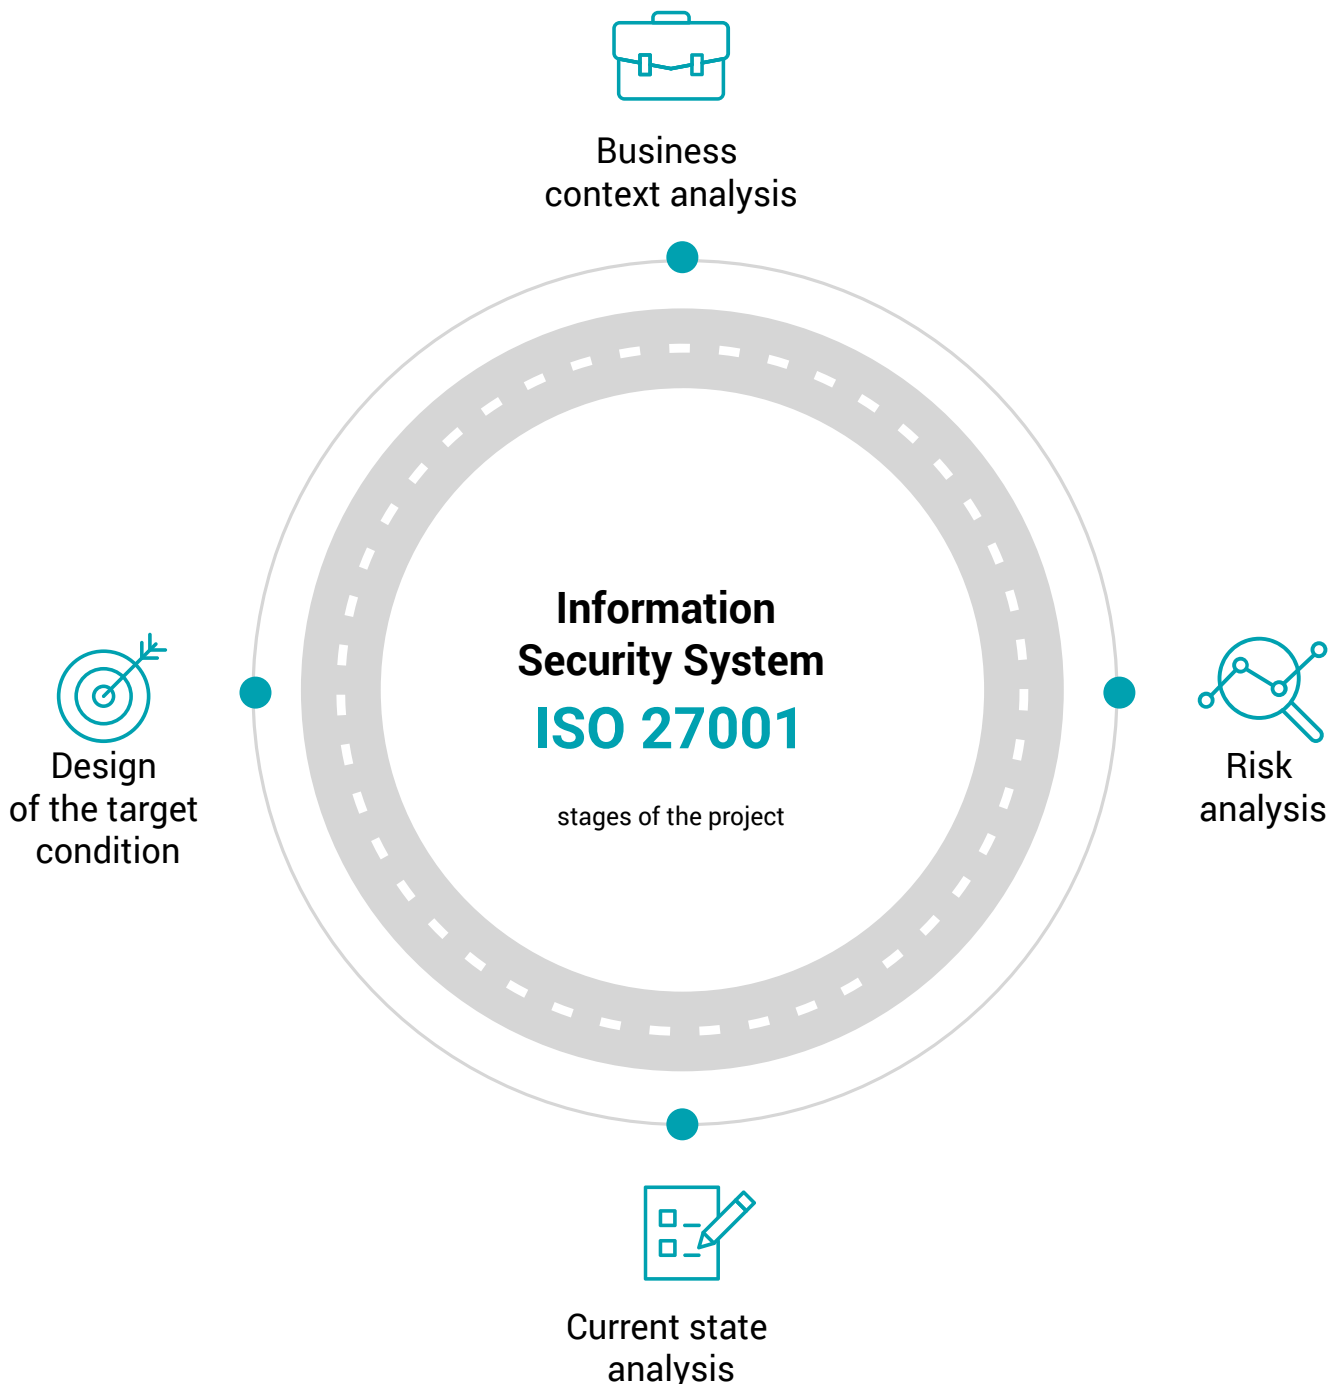 Business
context analysis
Information
Security System
ISO 27001
stages of the project
Design
of the target
condition
Risk
analysis
Current state
analysis